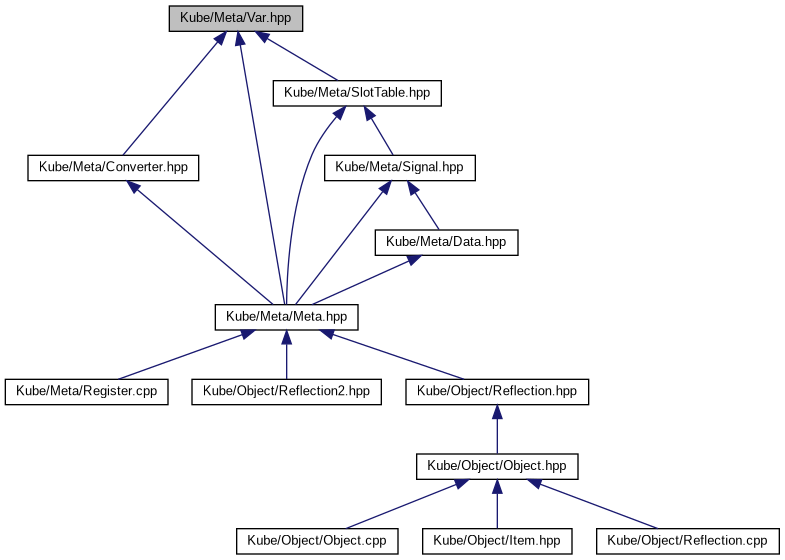 Kube/Meta/Var.hpp
Kube/Meta/SlotTable.hpp
Kube/Meta/Converter.hpp
Kube/Meta/Signal.hpp
Kube/Meta/Data.hpp
Kube/Meta/Meta.hpp
Kube/Meta/Register.cpp
Kube/Object/Reflection2.hpp
Kube/Object/Reflection.hpp
Kube/Object/Object.hpp
Kube/Object/Object.cpp
Kube/Object/Item.hpp
Kube/Object/Reflection.cpp